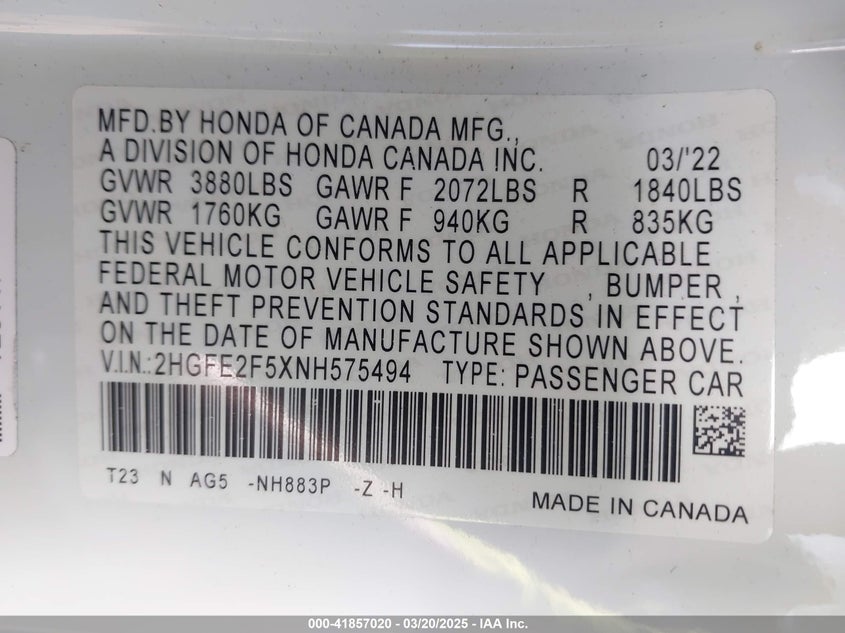 MFD.BY HONDA OF CANADA MFG.,
A DIVISION OF HONDA CANADA INC. 03/'22
GVWR 3880LBS GAWR F 2072LBS R 1840LBS
GVWR 1760KG GAWR F 940KG R 835KG
THIS VEHICLE CONFORMS TO ALL APPLICABLE
FEDERAL MOTOR VEHICLE SAFETY , BUMPER ,
AND THEFT PREVENTION STANDARDS IN EFFECT
ON THE DATE OF MANUFACTURE SHOWN ABOVE.
V.I.N.:2HGFE2F5XNH575494 TYPE: PASSENGER CAR
T23 N AG5 -NH883P -Z -H
MADE IN CANADA
000-41857020 — 03/20/2025 — IAA Inc.